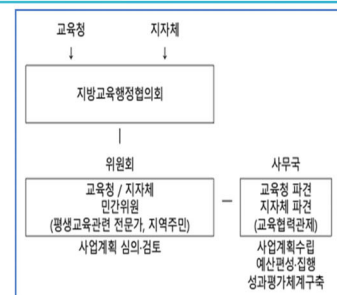 교육청 지자체
↓ ↓
지방교육행정협의회
위원회
교육청 / 지자체
민간위원
(평생교육관련 전문가, 지역주민)
사업계획 심의·검토
사무국
교육청 파견
지자체 파견
(교육협력관제)
사업계획수립
예산편성·집행
성과평가체계구축